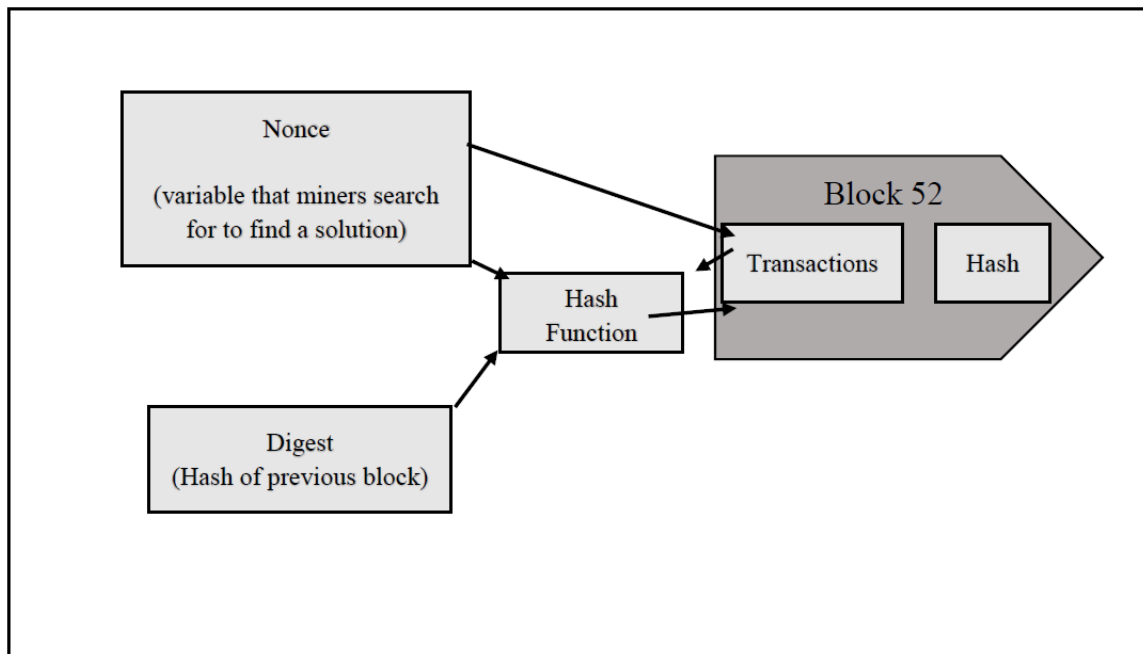 Nonce
(variable that miners search
for to find a solution)
Block 52
Transactions
Hash
Hash
Function
Digest
(Hash of previous block)